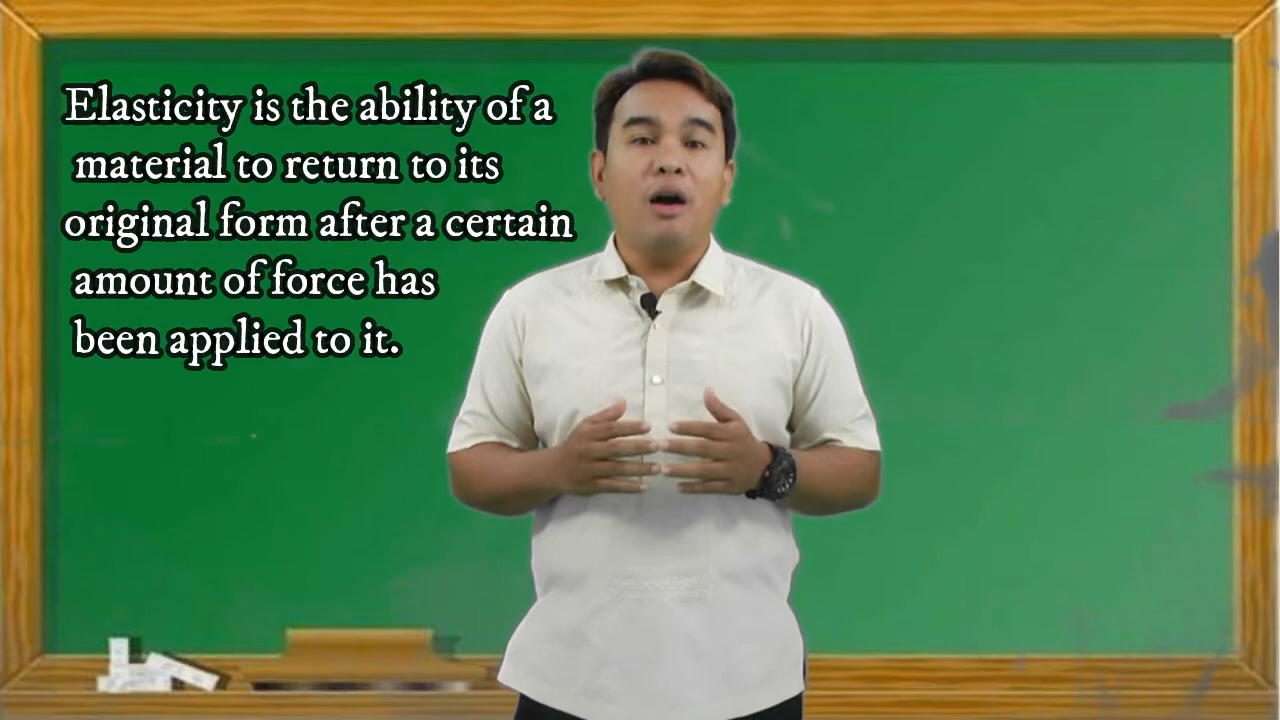 Elasticity is the ability of a
material to return to its
original form after a certain
amount of force has
been applied to it.